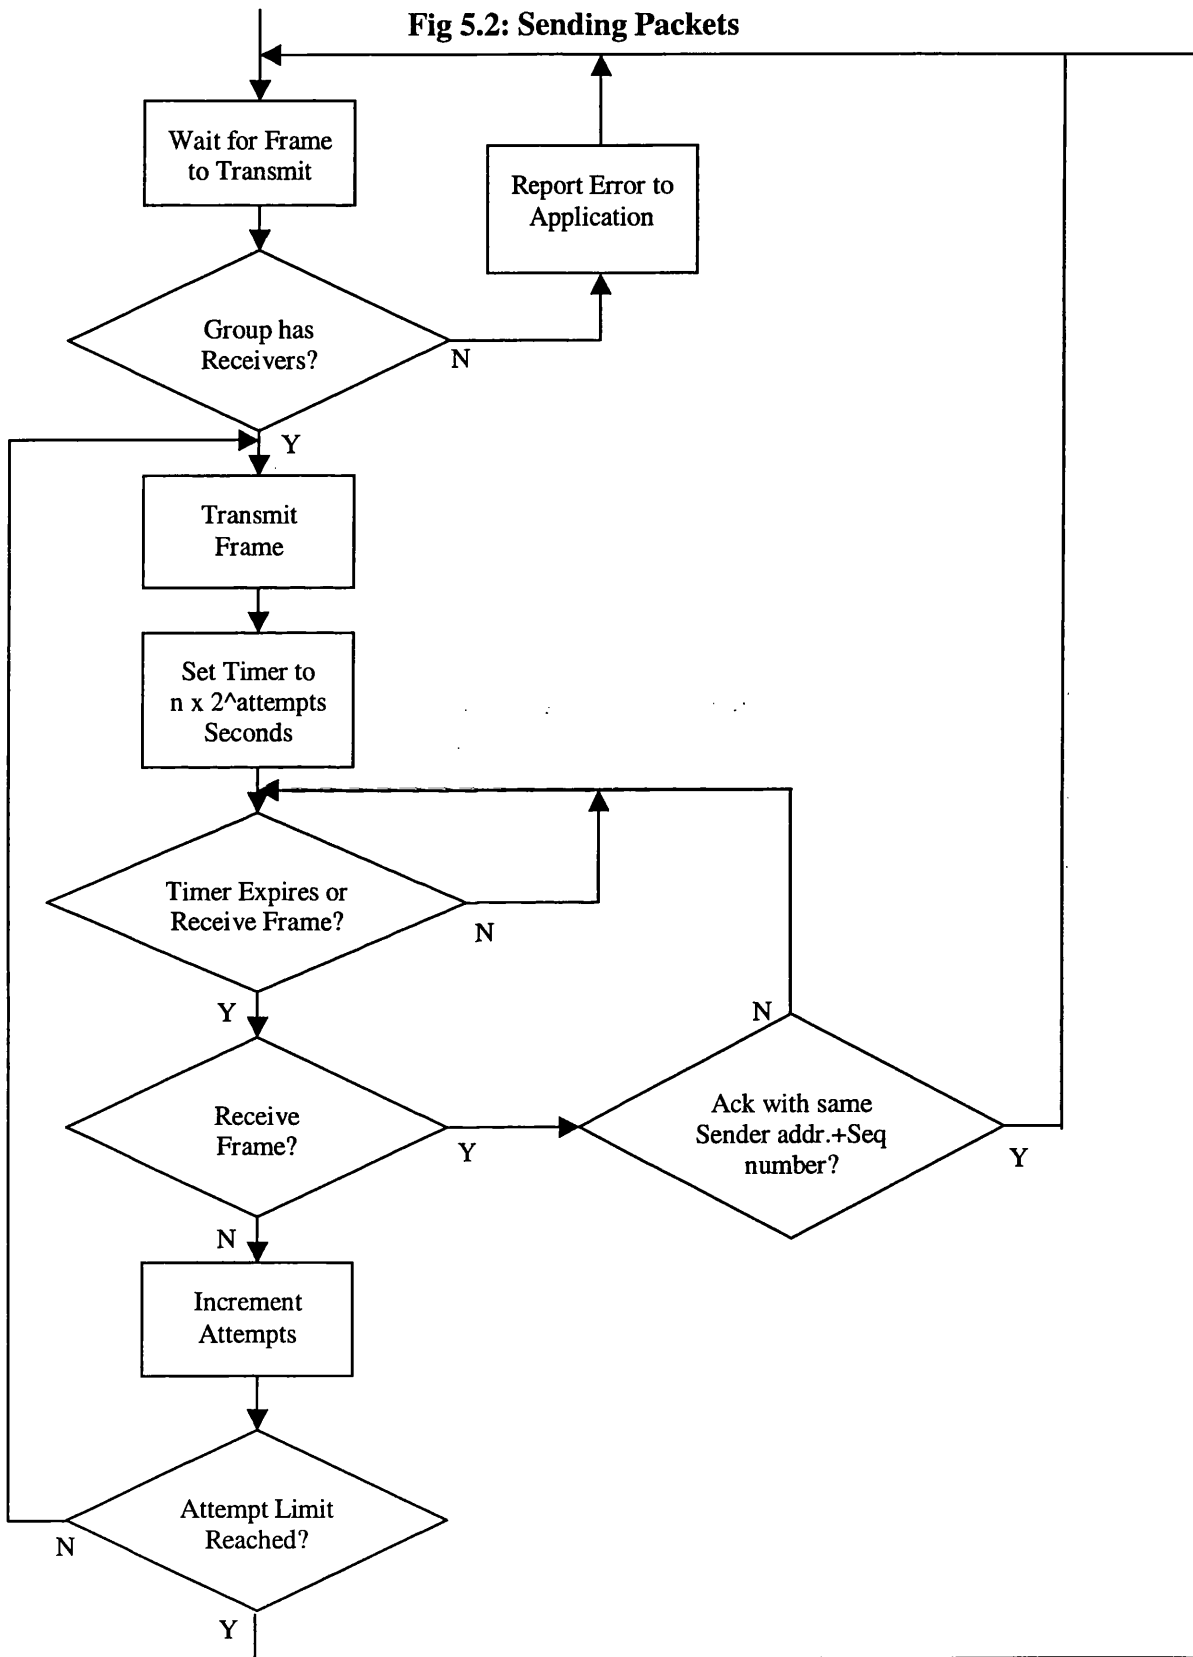 Fig 5.2: Sending Packets
Wait for Frame
to Transmit
Report Error to
Application
Group has
Receivers?
N
Y
Transmit
Frame
Set Timer to
n x 2^attempts
Seconds
Timer Expires or
Receive Frame?
N
Y
N
Receive
Frame?
Y
Ack with same
Sender addr.+Seq
number?
Y
N
Increment
Attempts
Attempt Limit
Reached?
N
Y